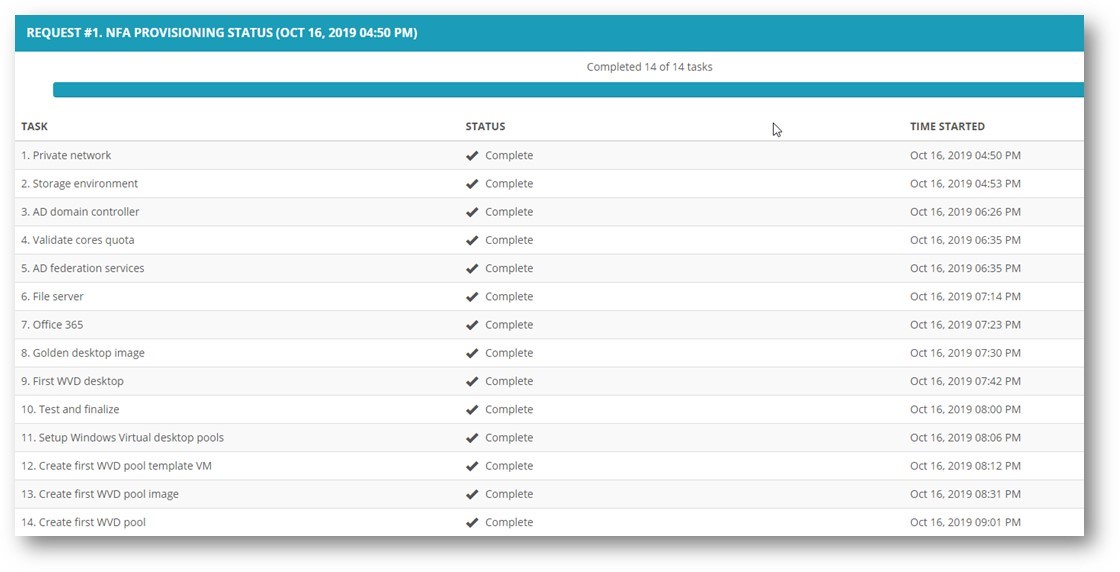 REQUEST #1. NFA PROVISIONING STATUS (OCT 16, 2019 04:50 PM)
Completed 14 of 14 tasks
TASK STATUS TIME STARTED
1. Private network Complete Oct 16, 2019 04:50 PM
2. Storage environment Complete Oct 16, 2019 04:53 PM
3. AD domain controller Complete Oct 16, 2019 06:26 PM
4. Validate cores quota Complete Oct 16, 2019 06:35 PM
5. AD federation services Complete Oct 16, 2019 06:35 PM
6. File server Complete Oct 16, 2019 07:14 PM
7. Office 365 Complete Oct 16, 2019 07:23 PM
8. Golden desktop image Complete Oct 16, 2019 07:30 PM
9. First WVD desktop Complete Oct 16, 2019 07:42 PM
10. Test and finalize Complete Oct 16, 2019 08:00 PM
11. Setup Windows Virtual desktop pools Complete Oct 16, 2019 08:06 PM
12. Create first WVD pool template VM Complete Oct 16, 2019 08:12 PM
13. Create first WVD pool image Complete Oct 16, 2019 08:31 PM
14. Create first WVD pool Complete Oct 16, 2019 09:01 PM